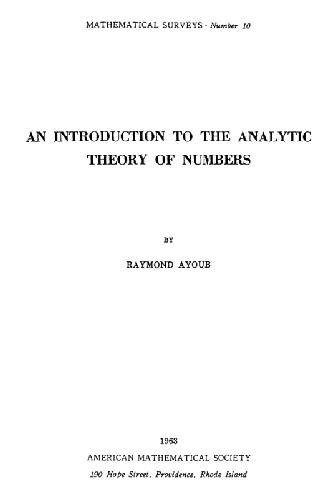 MATHEMATICAL SURVEYS · Number 10
AN INTRODUCTION TO THE ANALYTIC
THEORY OF NUMBERS
BY
RAYMOND AYOUB
1963
AMERICAN MATHEMATICAL SOCIETY
190 Hope Street, Providence, Rhode Island